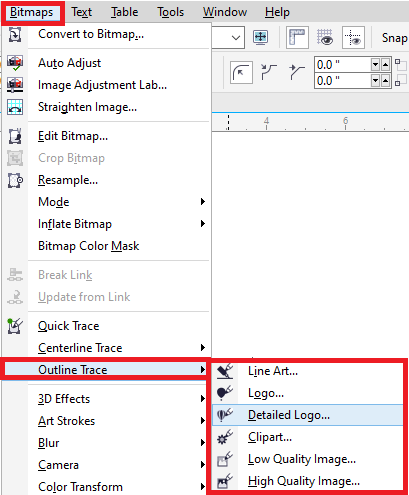 Bitmaps Text Table Tools Window Help
Convert to Bitmap...
Auto Adjust
Image Adjustment Lab...
Straighten Image...
Edit Bitmap...
Crop Bitmap
Resample...
Mode
Inflate Bitmap
Bitmap Color Mask
Break Link
Update from Link
Quick Trace
Centerline Trace
Outline Trace
3D Effects
Art Strokes
Blur
Camera
Color Transform
Snap
0.0 "
0.0 "
4 6
Line Art...
Logo...
Detailed Logo...
Clipart...
Low Quality Image...
High Quality Image...